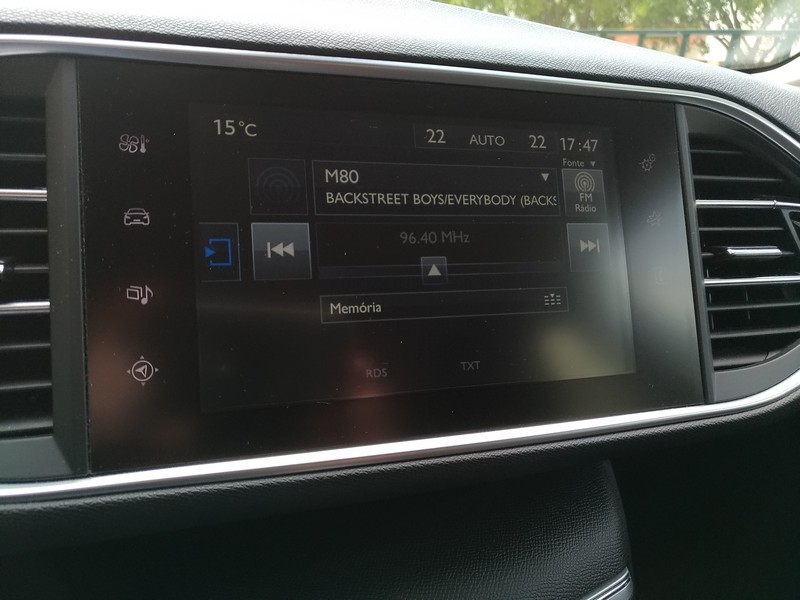 15°C
22 AUTO 22 17:47
Fonte
M80
BACKSTREET BOYS/EVERYBODY (BACKS
FM
Rádio
96.40 MHz
Memória
RDS TXT